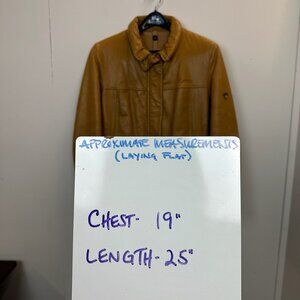 APPROXIMATE MEASUREMENTS
(LAYING FLAT)
CHEST- 19"
LENGTH- 25"